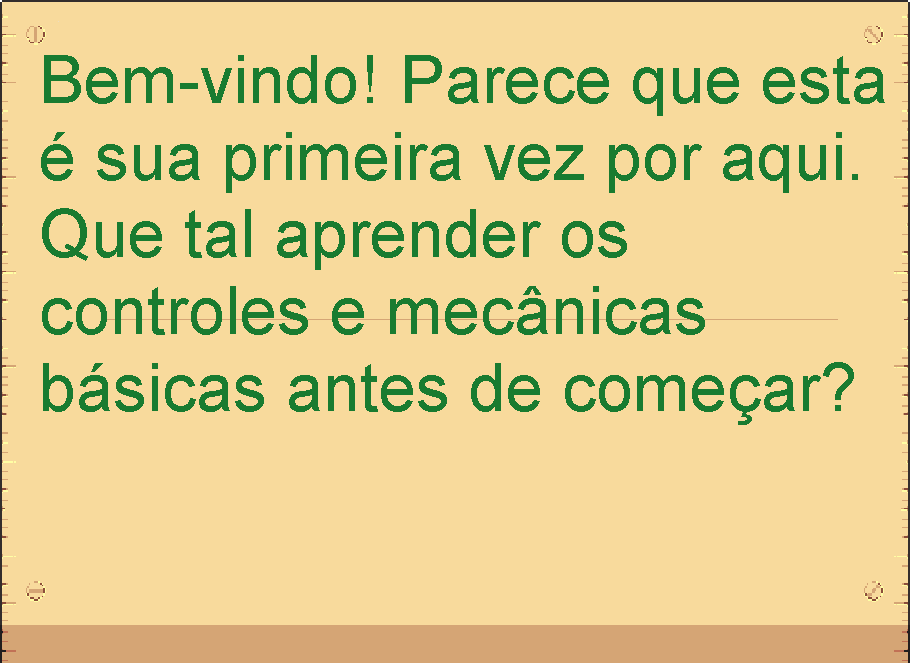 Bem-vindo! Parece que esta
é sua primeira vez por aqui.
Que tal aprender os
controles e mecânicas
básicas antes de começar?